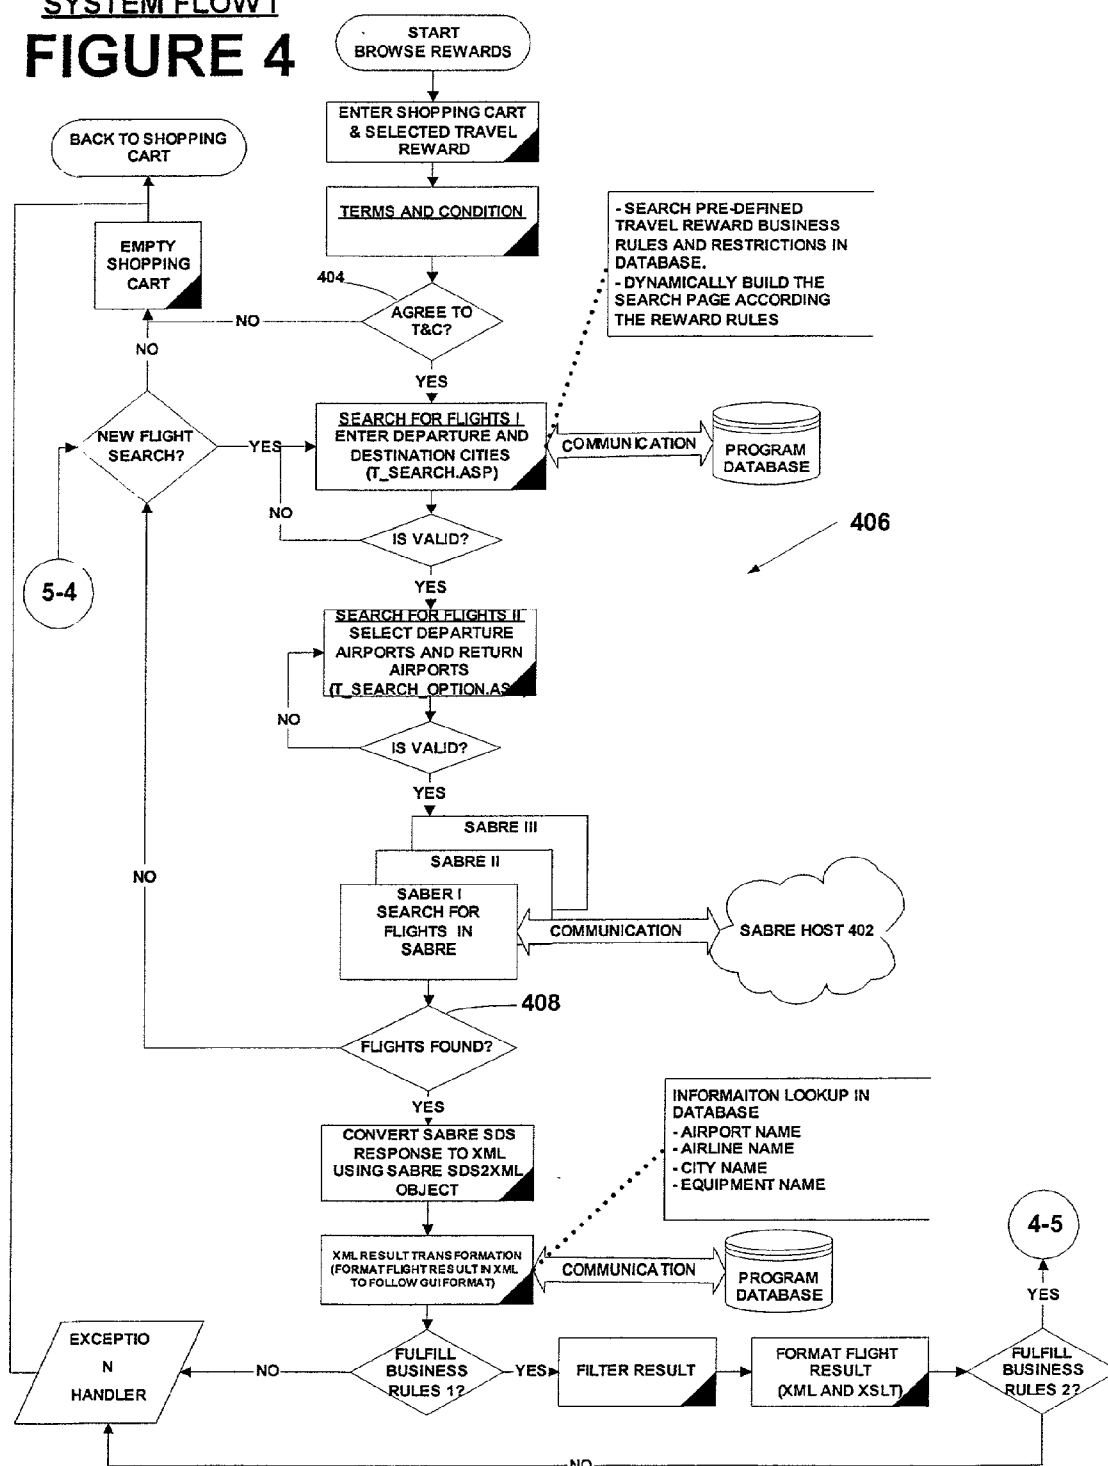 SYSTEM FLOW I
FIGURE 4
START
BROWSE REWARDS
ENTER SHOPPING CART
& SELECTED TRAVEL
REWARD
BACK TO SHOPPING
CART
TERMS AND CONDITION
- SEARCH PRE-DEFINED
TRAVEL REWARD BUSINESS
RULES AND RESTRICTIONS IN
DATABASE.
- DYNAMICALLY BUILD THE
SEARCH PAGE ACCORDING
THE REWARD RULES
EMPTY
SHOPPING
CART
404
AGREE TO
T&C?
NO
NO
YES
NEW FLIGHT
SEARCH?
YES
SEARCH FOR FLIGHTS I
ENTER DEPARTURE AND
DESTINATION CITIES
(T_SEARCH.ASP)
COMMUNICATION
PROGRAM
DATABASE
NO
IS VALID?
406
5-4
YES
SEARCH FOR FLIGHTS II
SELECT DEPARTURE
AIRPORTS AND RETURN
AIRPORTS
(T_SEARCH_OPTION.AS
NO
IS VALID?
YES
SABRE III
SABRE II
SABER I
SEARCH FOR
FLIGHTS IN
SABRE
COMMUNICATION
SABRE HOST 402
NO
408
FLIGHTS FOUND?
YES
CONVERT SABRE SDS
RESPONSE TO XML
USING SABRE SDS2XML
OBJECT
INFORMAITON LOOKUP IN
DATABASE
- AIRPORT NAME
- AIRLINE NAME
- CITY NAME
- EQUIPMENT NAME
4-5
XML RESULT TRANSFORMATION
(FORMAT FLIGHT RESULT IN XML
TO FOLLOW GUI FORMAT)
COMMUNICATION
PROGRAM
DATABASE
YES
EXCEPTIO
N
HANDLER
NO
FULFILL
BUSINESS
RULES 1?
YES
FILTER RESULT
FORMAT FLIGHT
RESULT
(XML AND XSLT)
FULFILL
BUSINESS
RULES 2?
NO